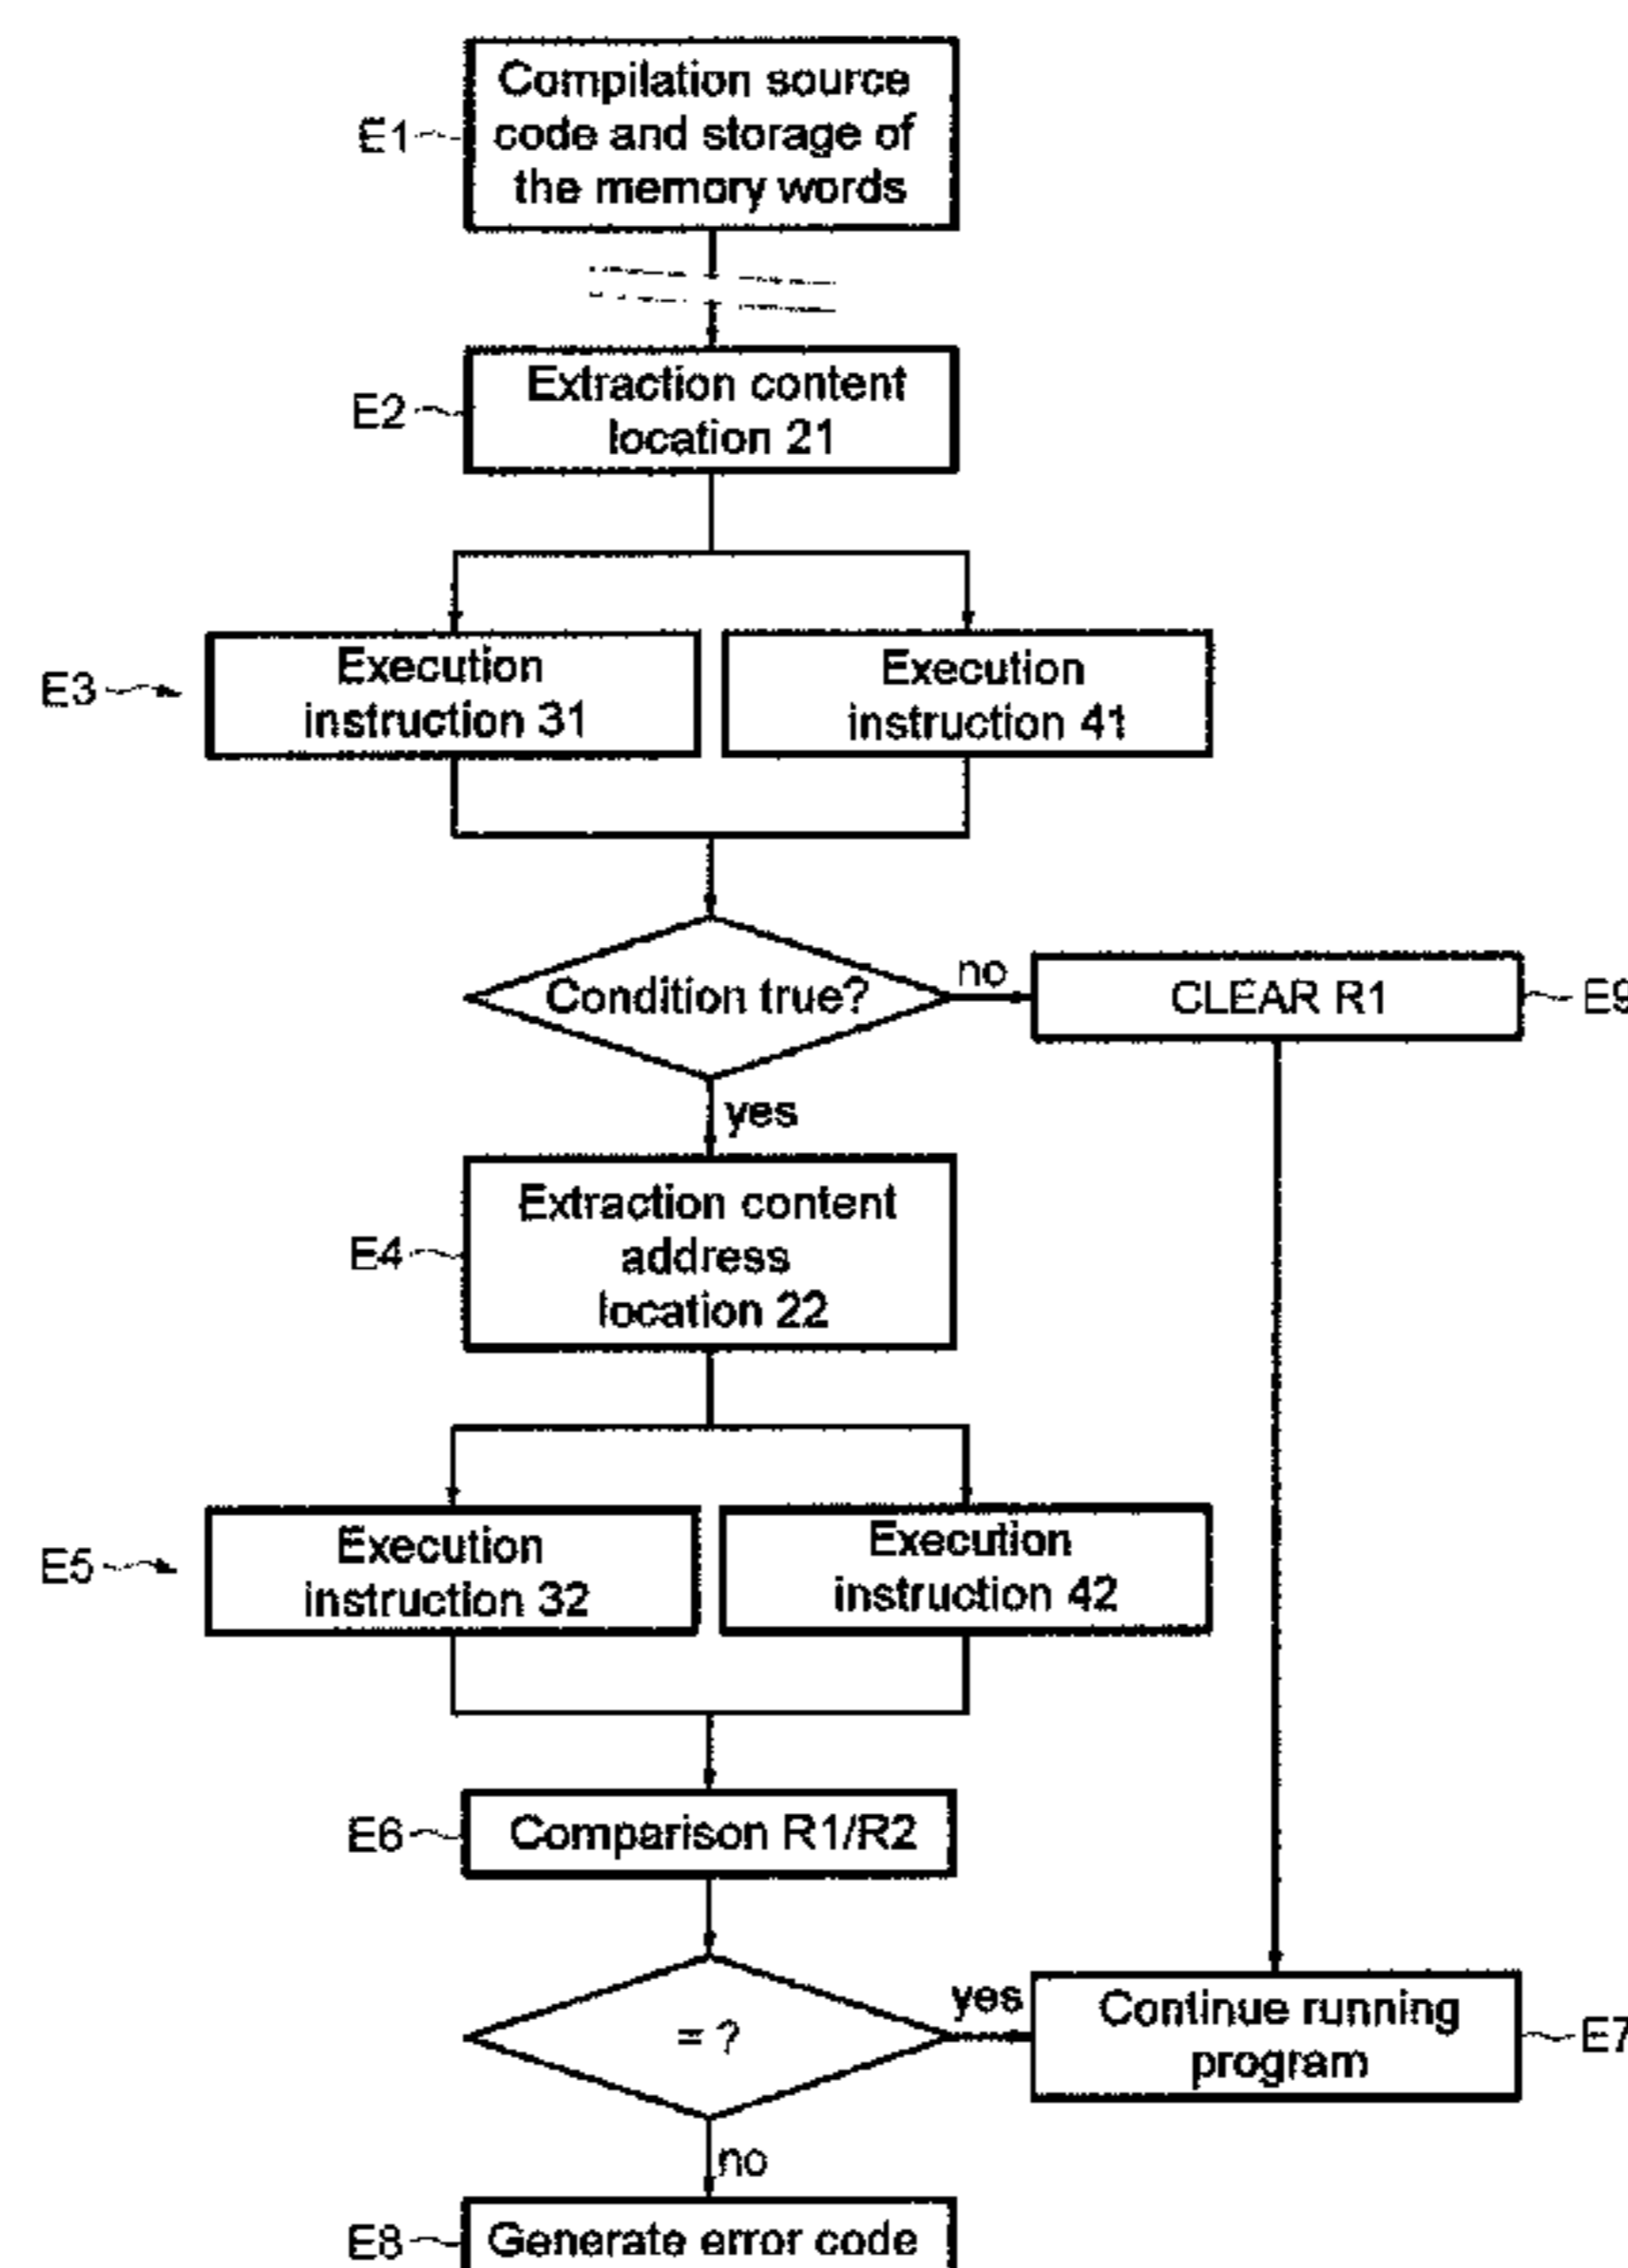 Compilation source
E1
code and storage of
the memory words
Extraction content
E2
location 21
Execution
instruction 31
E3
Execution
instruction 41
Condition true?
no
CLEAR R1
E9
yes
Extraction content
address
E4
location 22
Execution
instruction 32
E5
Execution
instruction 42
E6
Comparison R1/R2
= ?
yes
Continue running
program
E7
no
E8
Generate error code